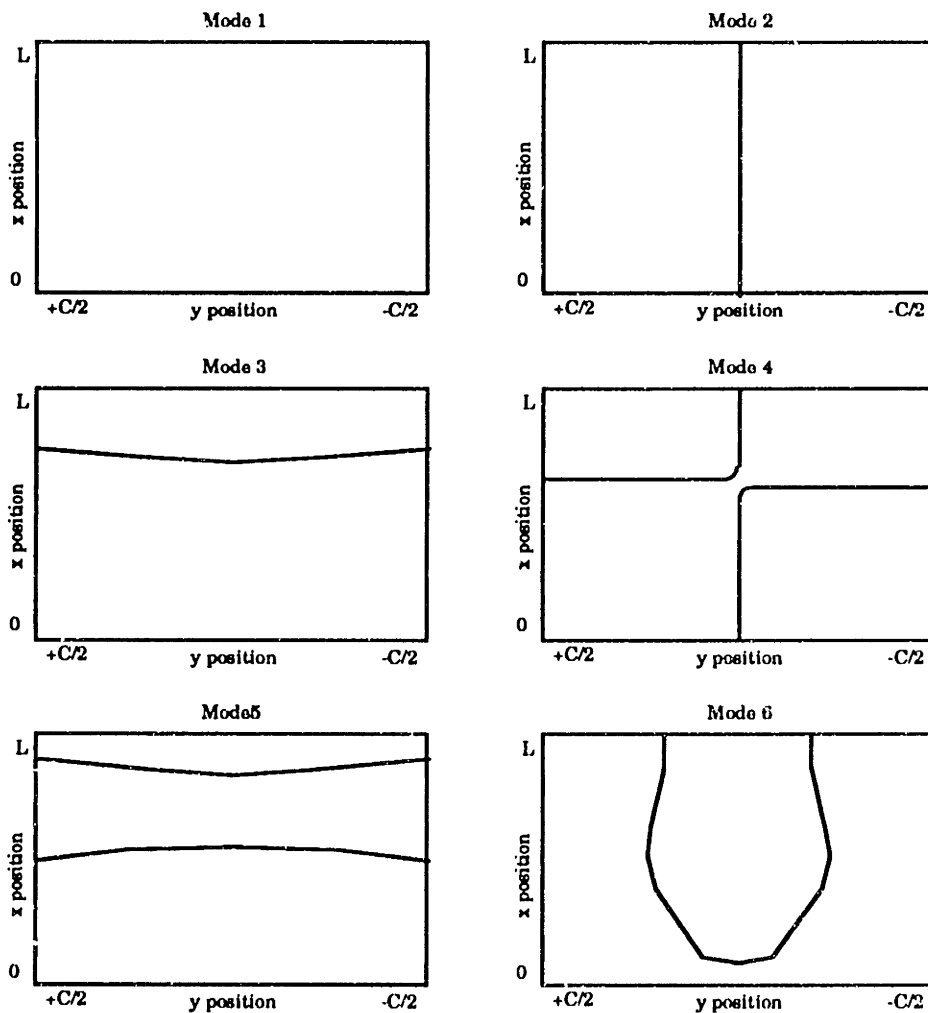 Mode 1
L
x position
0
+C/2 y position -C/2
Mode 2
L
x position
0
+C/2 y position -C/2
Mode 3
L
x position
0
+C/2 y position -C/2
Mode 4
L
x position
0
+C/2 y position -C/2
Mode5
L
x position
0
+C/2 y position -C/2
Mode 6
L
x position
0
+C/2 y position -C/2